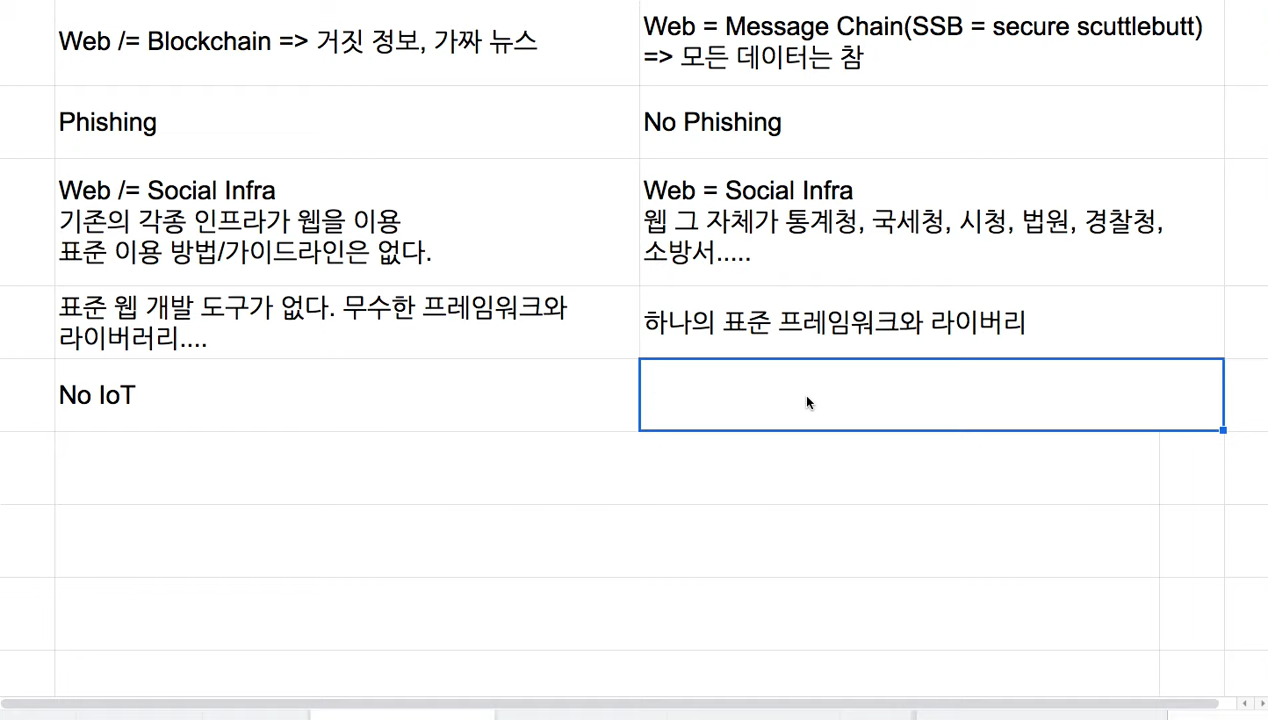 Web /= Blockchain => 거짓 정보, 가짜 뉴스
Web = Message Chain(SSB = secure scuttlebutt)
=> 모든 데이터는 참
Phishing
No Phishing
Web /= Social Infra
기존의 각종 인프라가 웹을 이용
표준 이용 방법/가이드라인은 없다.
Web = Social Infra
웹 그 자체가 통계청, 국세청, 시청, 법원, 경찰청,
소방서.....
표준 웹 개발 도구가 없다. 무수한 프레임워크와
라이버러리....
하나의 표준 프레임워크와 라이버리
No IoT